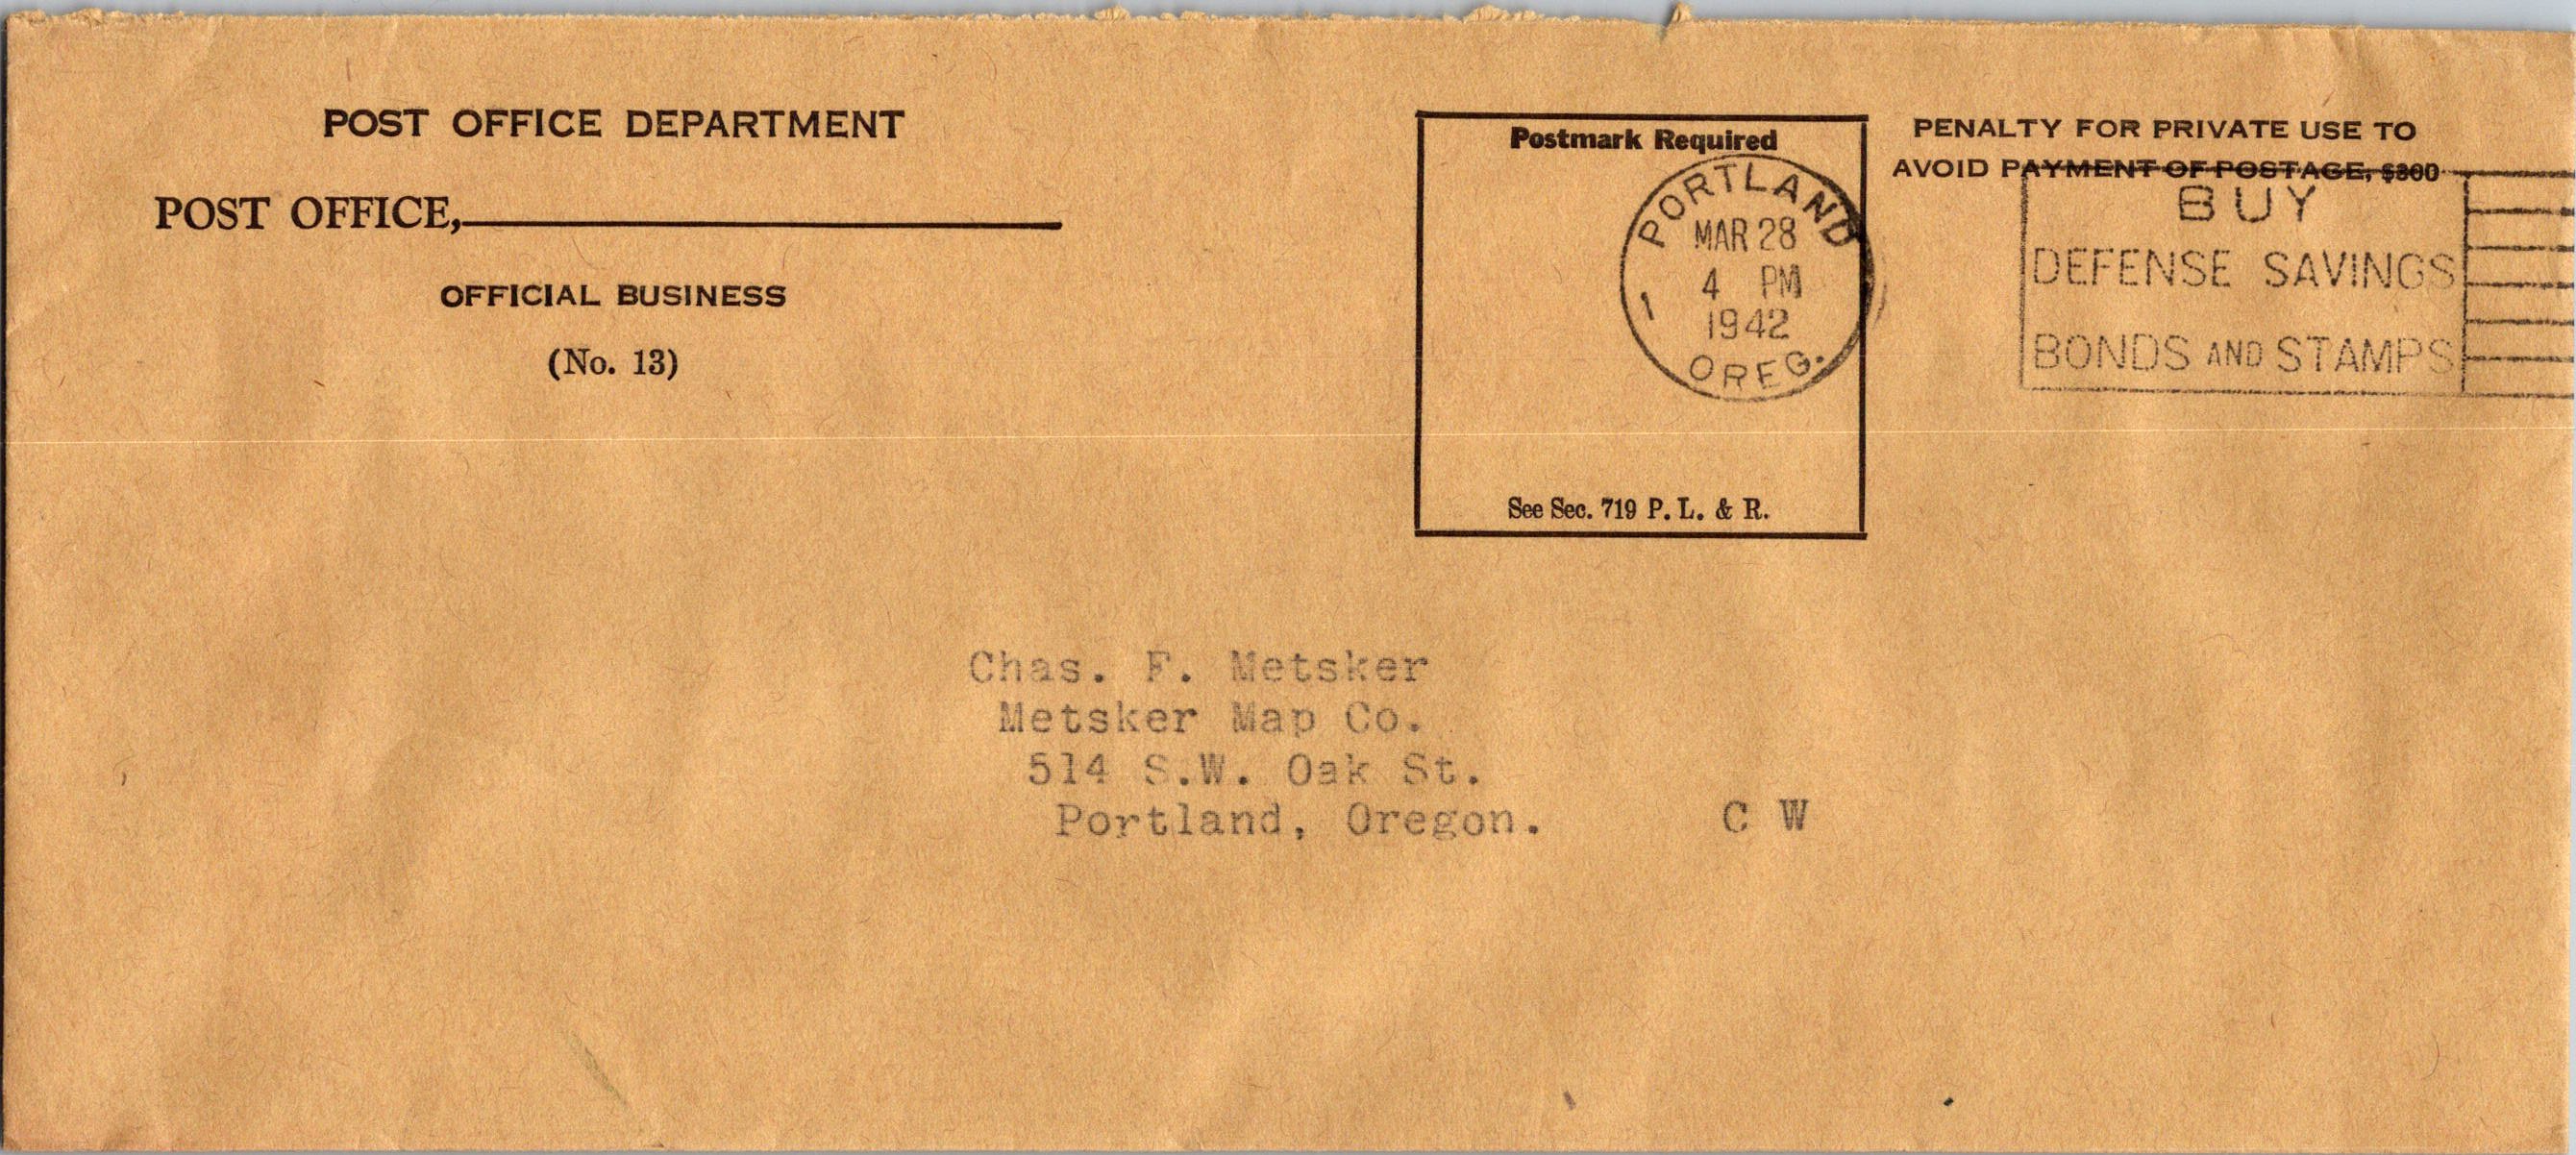 POST OFFICE DEPARTMENT
POST OFFICE,
OFFICIAL BUSINESS
(No. 13)
Postmark Required
See Sec. 719 P. L. & R.
PORTLAND
MAR 28
4 PM
1942
1
OREG.
PENALTY FOR PRIVATE USE TO
AVOID PAYMENT OF POSTAGE, $300
BUY
DEFENSE SAVINGS
BONDS AND STAMPS
Chas. F. Metsker
Metsker Map Co.
514 S.W. Oak St.
Portland, Oregon. C W